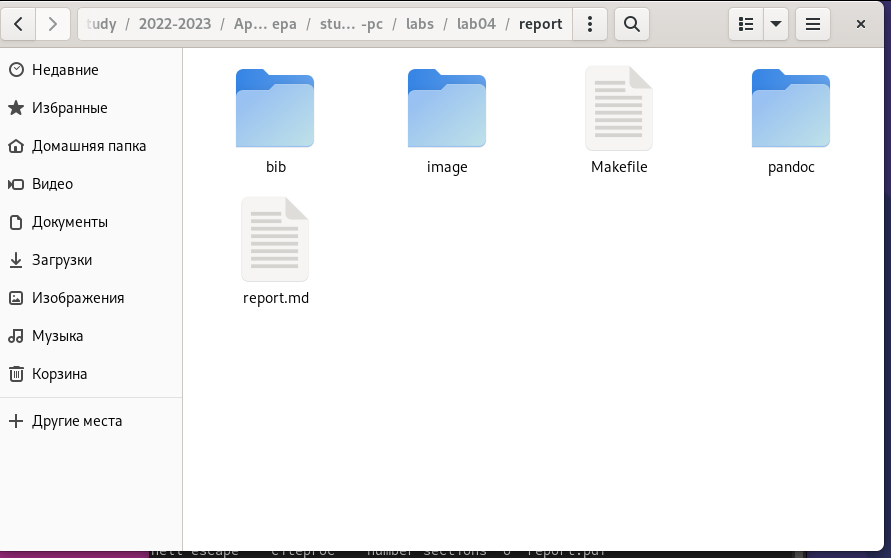 tudy / 2022-2023 / Ap... epa / stu... -pc / labs / lab04 / report
Недавние
Избранные
Домашняя папка
Видео
Документы
Загрузки
Изображения
Музыка
Корзина
Другие места
bib
image
Makefile
pandoc
report.md
number sections
report.pdf